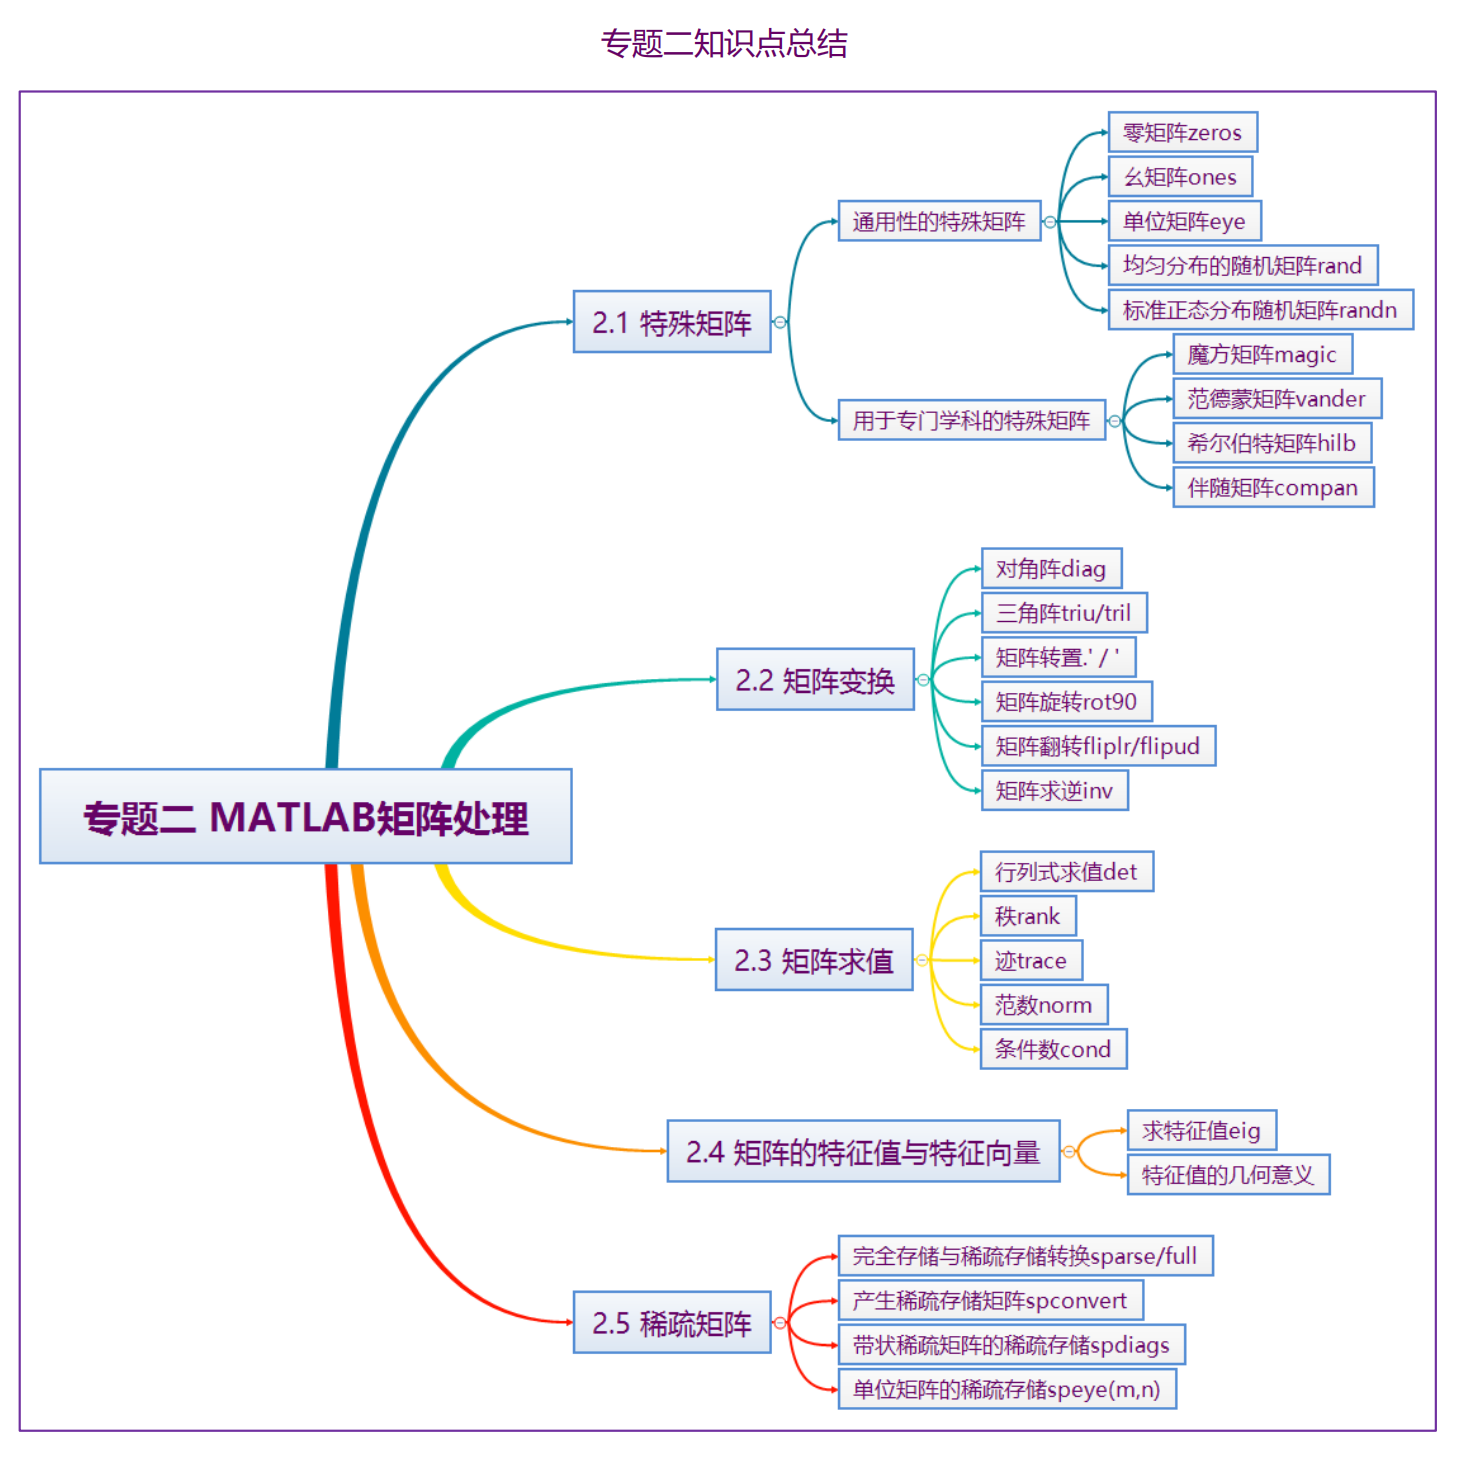 专题二知识点总结
专题二 MATLAB矩阵处理
2.1 特殊矩阵
通用性的特殊矩阵
零矩阵zeros
幺矩阵ones
单位矩阵eye
均匀分布的随机矩阵rand
标准正态分布随机矩阵randn
用于专门学科的特殊矩阵
魔方矩阵magic
范德蒙矩阵vander
希尔伯特矩阵hilb
伴随矩阵compan
2.2 矩阵变换
对角阵diag
三角阵triu/tril
矩阵转置.' / '
矩阵旋转rot90
矩阵翻转fliplr/flipud
矩阵求逆inv
2.3 矩阵求值
行列式求值det
秩rank
迹trace
范数norm
条件数cond
2.4 矩阵的特征值与特征向量
求特征值eig
特征值的几何意义
2.5 稀疏矩阵
完全存储与稀疏存储转换sparse/full
产生稀疏存储矩阵spconvert
带状稀疏矩阵的稀疏存储spdiags
单位矩阵的稀疏存储speye(m,n)